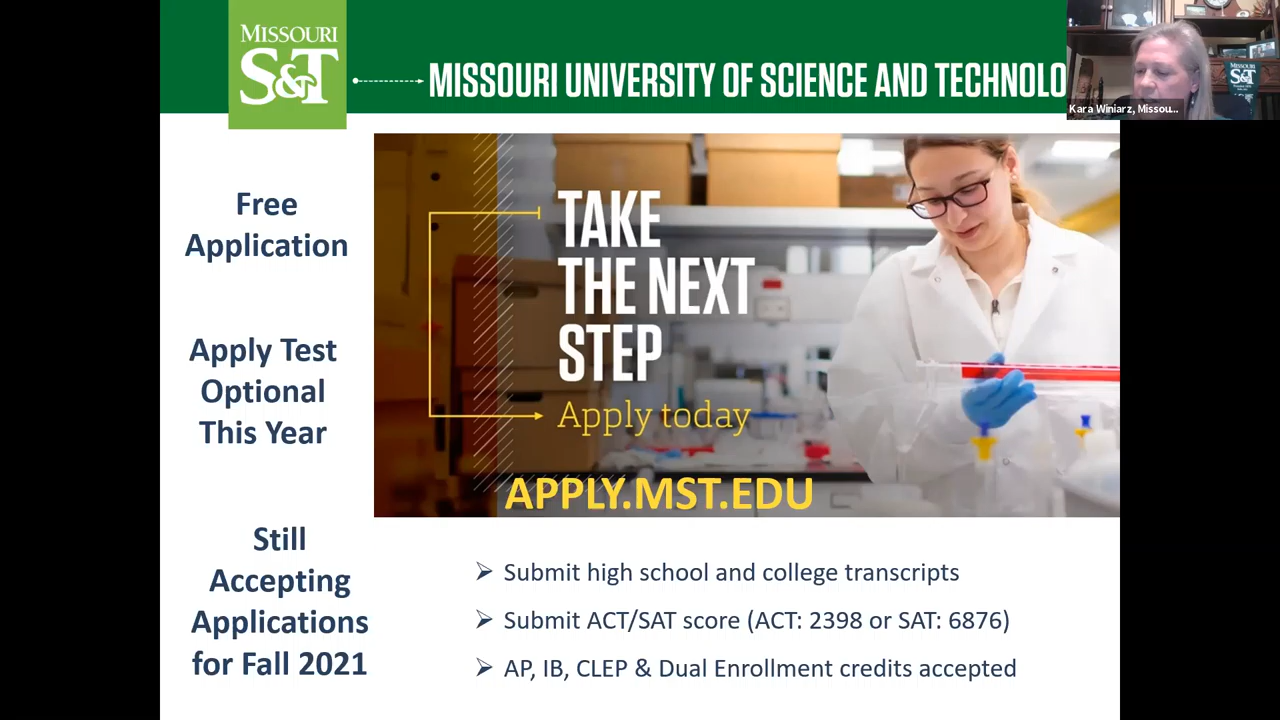 MISSOURI
S&T
MISSOURI UNIVERSITY OF SCIENCE AND TECHNOLO
Kara Winiarz, Missou...
MISSOURI
S&T
Free
Application
TAKE
THE NEXT
STEP
Apply today
APPLY.MST.EDU
Apply Test
Optional
This Year
Still
Accepting
Applications
for Fall 2021
➢ Submit high school and college transcripts
➢ Submit ACT/SAT score (ACT: 2398 or SAT: 6876)
➢ AP, IB, CLEP & Dual Enrollment credits accepted